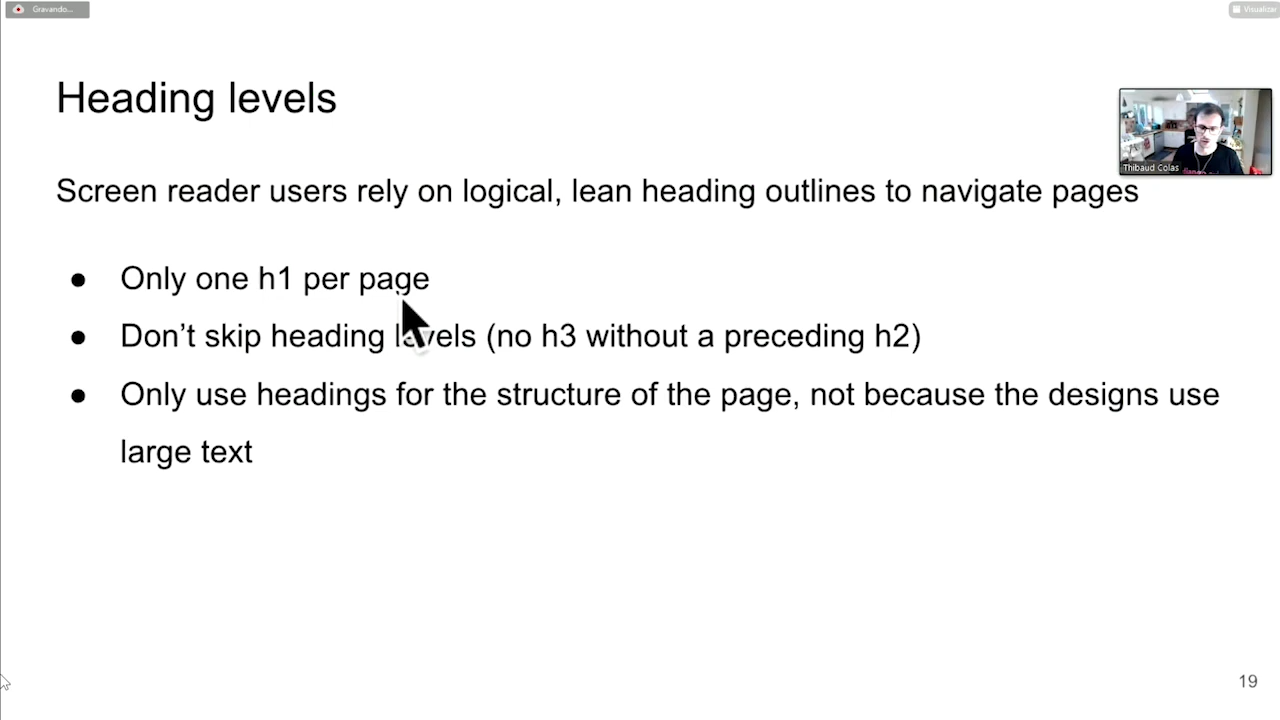 Gravando...
Visualizar
Heading levels
Thibaud Colas
Screen reader users rely on logical, lean heading outlines to navigate pages
● Only one h1 per page
● Don’t skip heading levels (no h3 without a preceding h2)
● Only use headings for the structure of the page, not because the designs use
large text
19